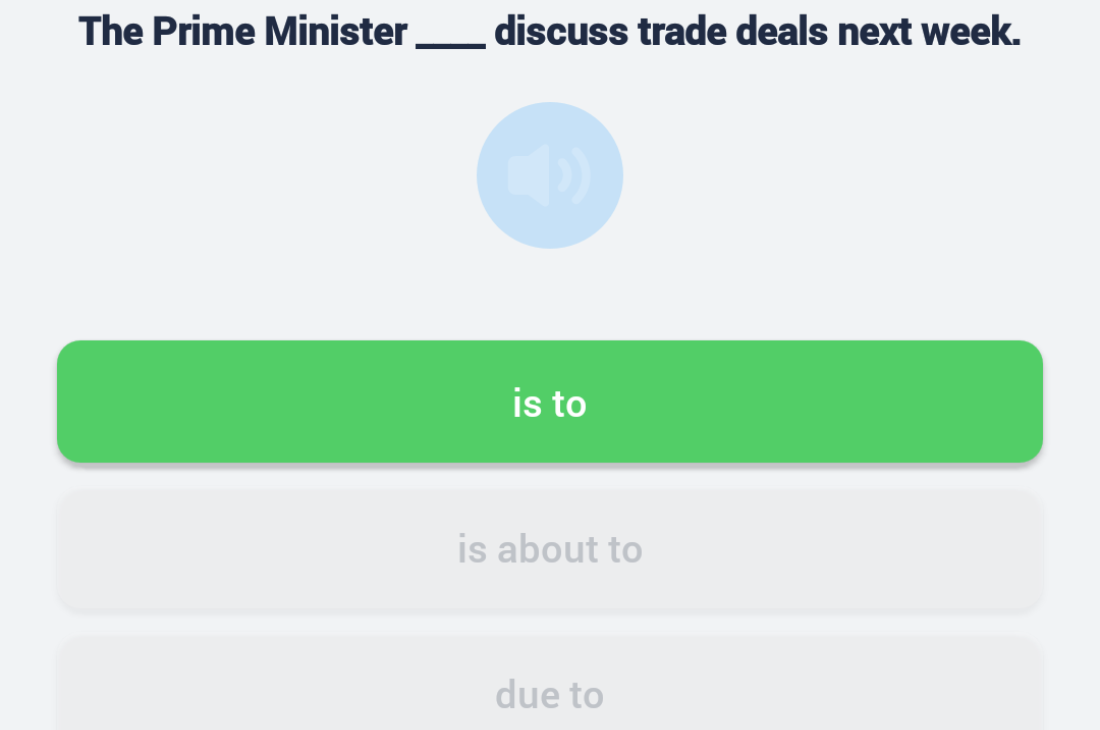 The Prime Minister ____ discuss trade deals next week.
is to
is about to
due to